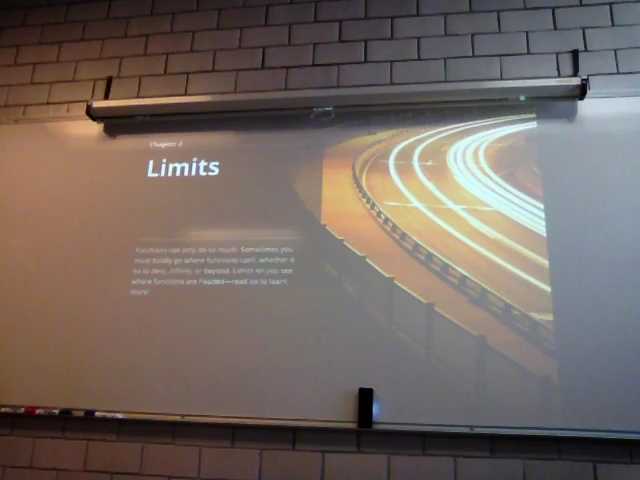 Chapter 2
Limits
Functions can only do so much. Sometimes you
must boldly go where functions can't, whether it
be to zero, infinity, or beyond. Limits let you see
where functions are headed—read on to learn
more!